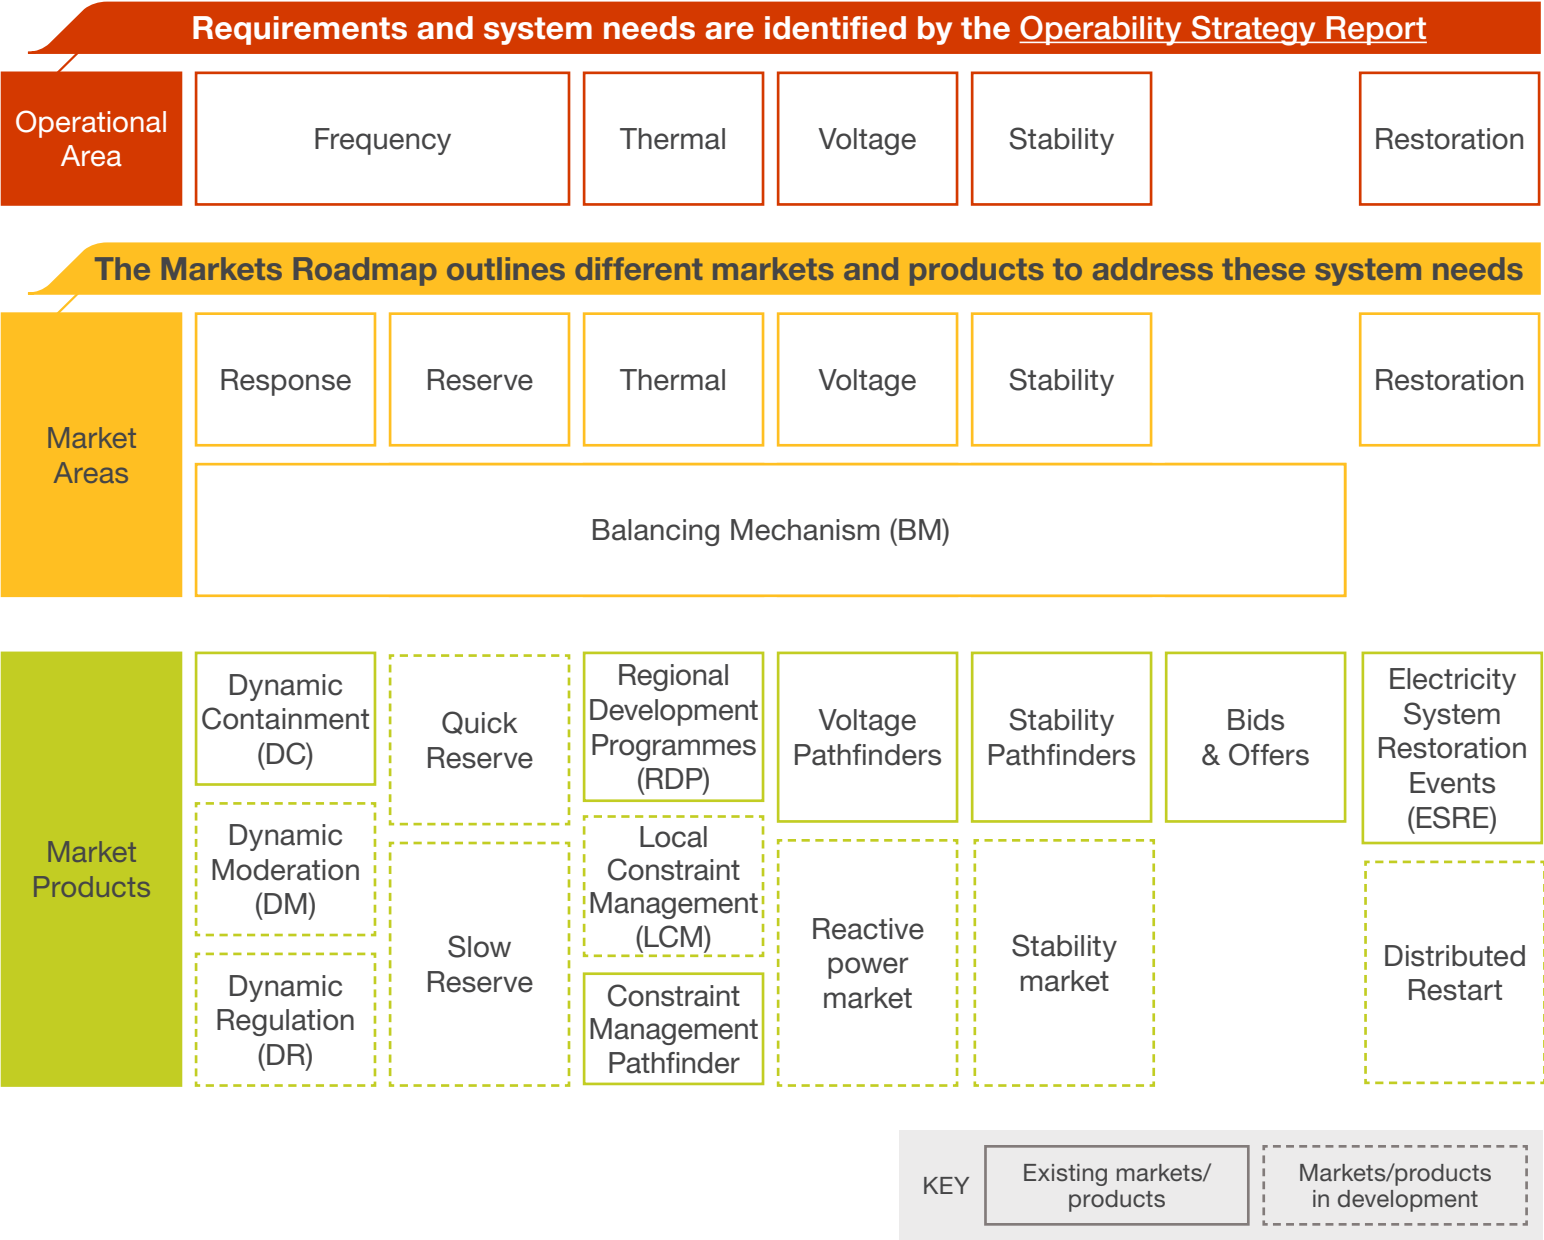 Requirements and system needs are identified by the Operability Strategy Report
Operational
Area
Frequency
Thermal
Voltage
Stability
Restoration
The Markets Roadmap outlines different markets and products to address these system needs
Market
Areas
Response
Reserve
Thermal
Voltage
Stability
Restoration
Balancing Mechanism (BM)
Market
Products
Dynamic
Containment
(DC)
Dynamic
Moderation
(DM)
Dynamic
Regulation
(DR)
Quick
Reserve
Slow
Reserve
Regional
Development
Programmes
(RDP)
Local
Constraint
Management
(LCM)
Constraint
Management
Pathfinder
Voltage
Pathfinders
Reactive
power
market
Stability
Pathfinders
Stability
market
Bids
& Offers
Electricity
System
Restoration
Events
(ESRE)
Distributed
Restart
KEY
Existing markets/
products
Markets/products
in development